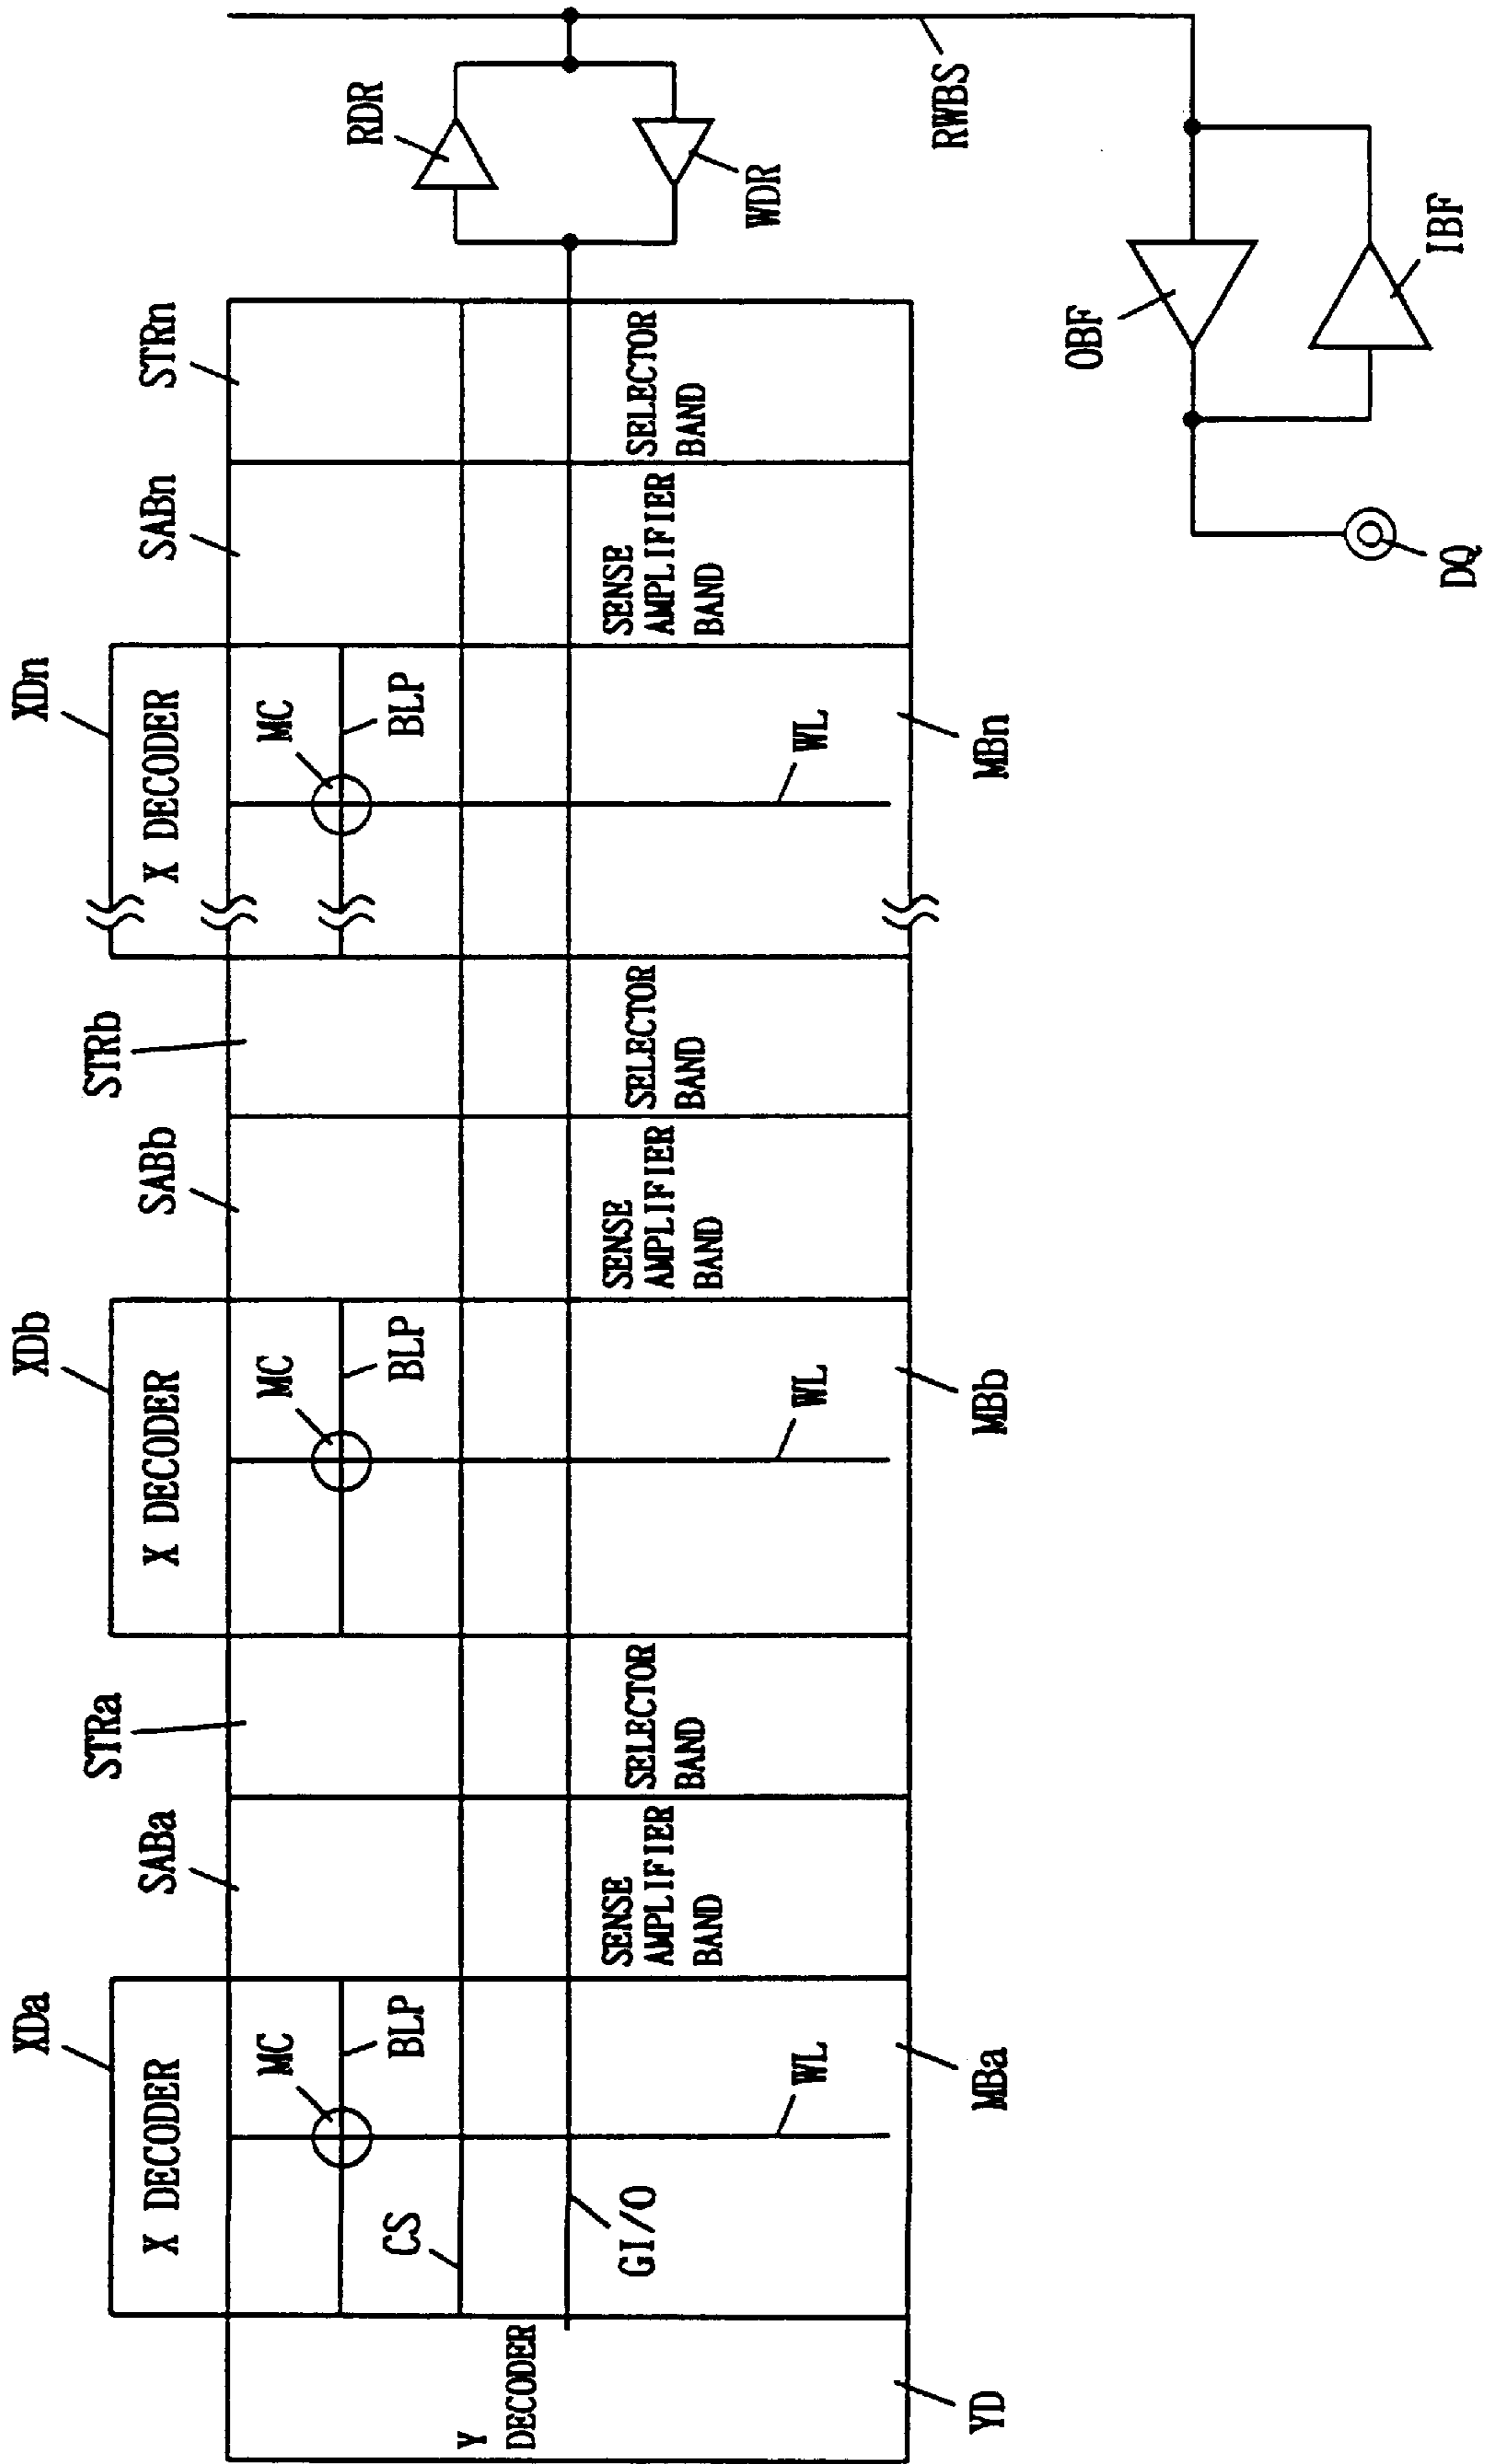 XDa
XDb
XDn
STRa
STRb
SABa
SABb
SABn
STRn
X DECODER
X DECODER
X DECODER
MC
MC
MC
RDR
CS
BLP
BLP
BLP
Y
DECODER
GI/O
SENSE
AMPLIFIER
BAND
SELECTOR
BAND
SENSE
AMPLIFIER
BAND
SELECTOR
BAND
SENSE
AMPLIFIER
BAND
SELECTOR
BAND
WDR
WL
WL
WL
RWBS
YD
MBa
MBb
MBn
OBF
IBF
DQ